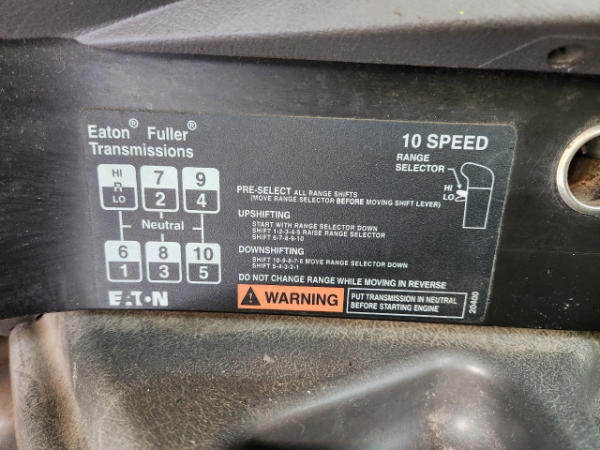 Eaton® Fuller®
Transmissions
10 SPEED
RANGE
SELECTOR
HI
LO
HI
R
LO
7
2
9
4
Neutral
6
1
8
3
10
5
PRE-SELECT ALL RANGE SHIFTS
(MOVE RANGE SELECTOR BEFORE MOVING SHIFT LEVER)
UPSHIFTING
START WITH RANGE SELECTOR DOWN
SHIFT 1-2-3-4-5 RAISE RANGE SELECTOR
SHIFT 6-7-8-9-10
DOWNSHIFTING
SHIFT 10-9-8-7-6 MOVE RANGE SELECTOR DOWN
SHIFT 5-4-3-2-1
DO NOT CHANGE RANGE WHILE MOVING IN REVERSE
EATON
WARNING
PUT TRANSMISSION IN NEUTRAL
BEFORE STARTING ENGINE
20400